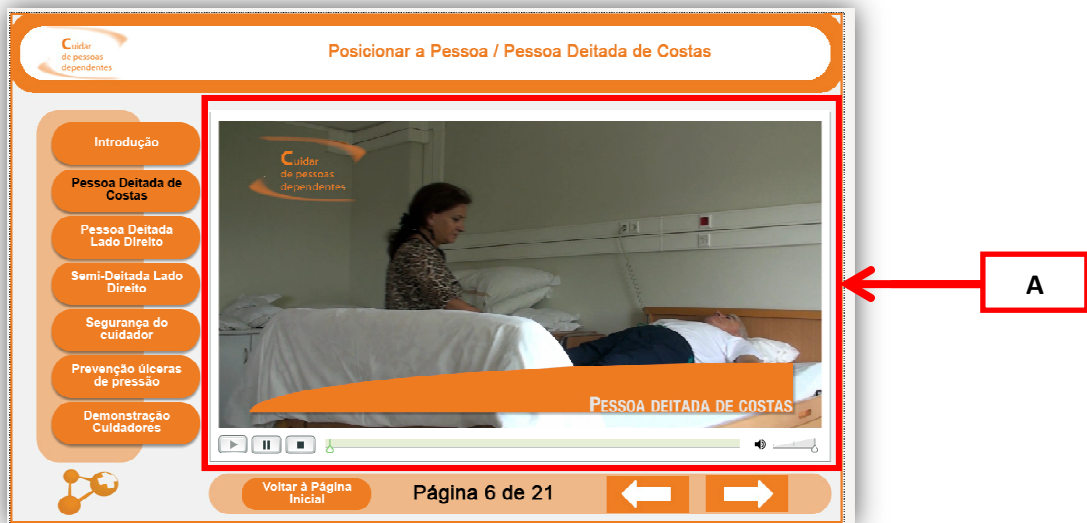 Cuidar
de pessoas
dependentes
Posicionar a Pessoa / Pessoa Deitada de Costas
Introdução
Pessoa Deitada de
Costas
Pessoa Deitada
Lado Direito
Semi-Deitada Lado
Direito
Segurança do
cuidador
Prevenção úlceras
de pressão
Demonstração
Cuidadores
Cuidar
de pessoas
dependentes
PESSOA DEITADA DE COSTAS
A
Voltar à Página
Inicial
Página 6 de 21